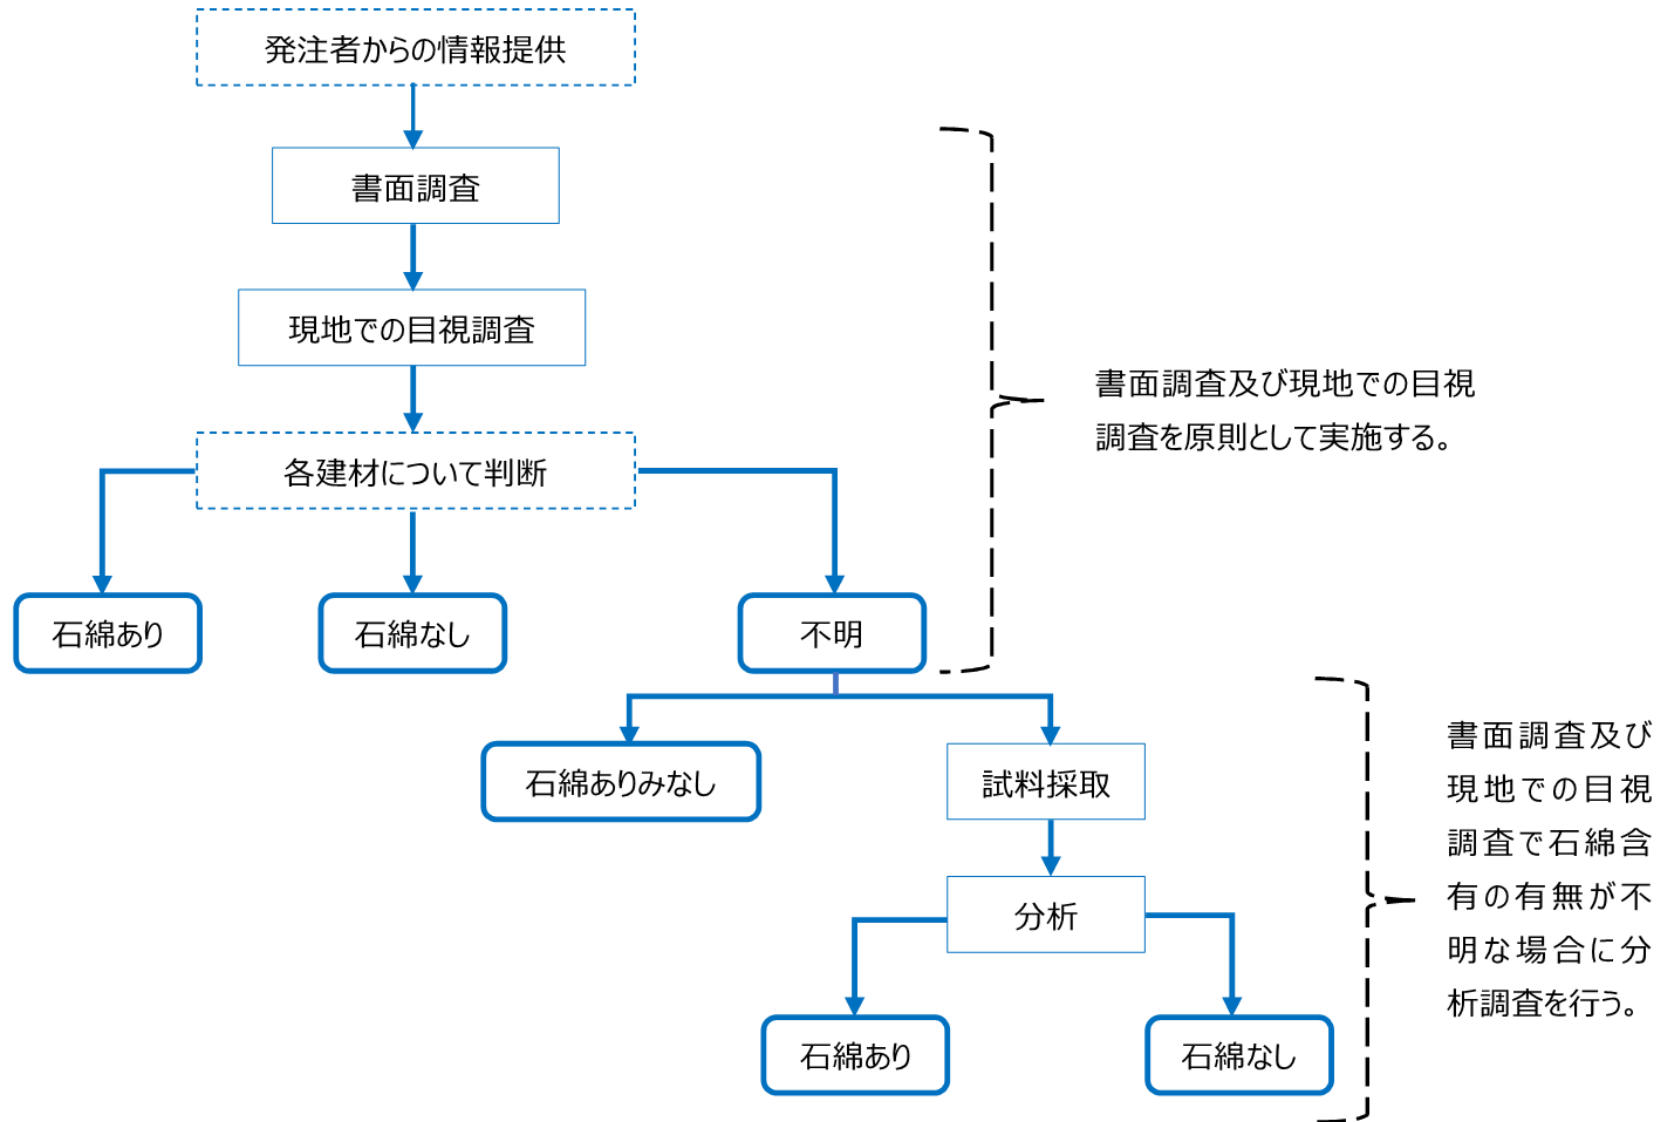 発注者からの情報提供
書面調査
現地での目視調査
書面調査及び現地での目視
調査を原則として実施する。
各建材について判断
石綿あり
石綿なし
不明
石綿ありみなし
試料採取
分析
石綿あり
石綿なし
書面調査及び
現地での目視
調査で石綿含
有の有無が不
明な場合に分
析調査を行う。